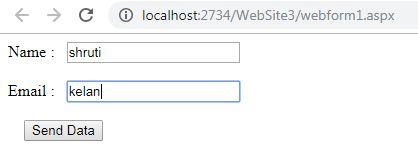 localhost:2734/WebSite3/webform1.aspx
Name : shruti
Email : kelan
Send Data